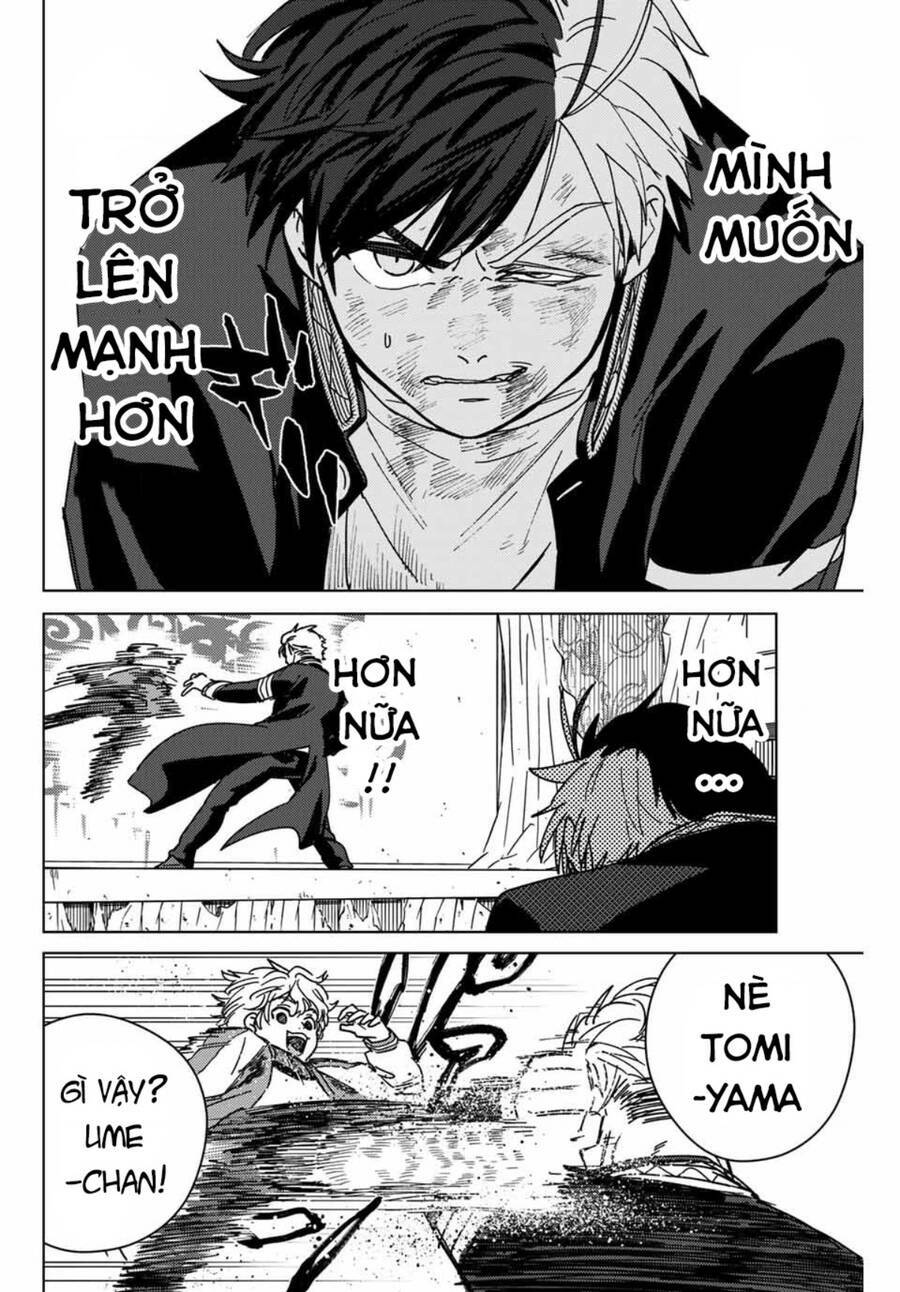 MÌNH
MUỐN
TRỞ
LÊN
MẠNH
HƠN
HƠN
NỮA
...
HƠN
NỮA
!!
NÈ
TOMI
-YAMA
GÌ VẬY?
UME
-CHAN!